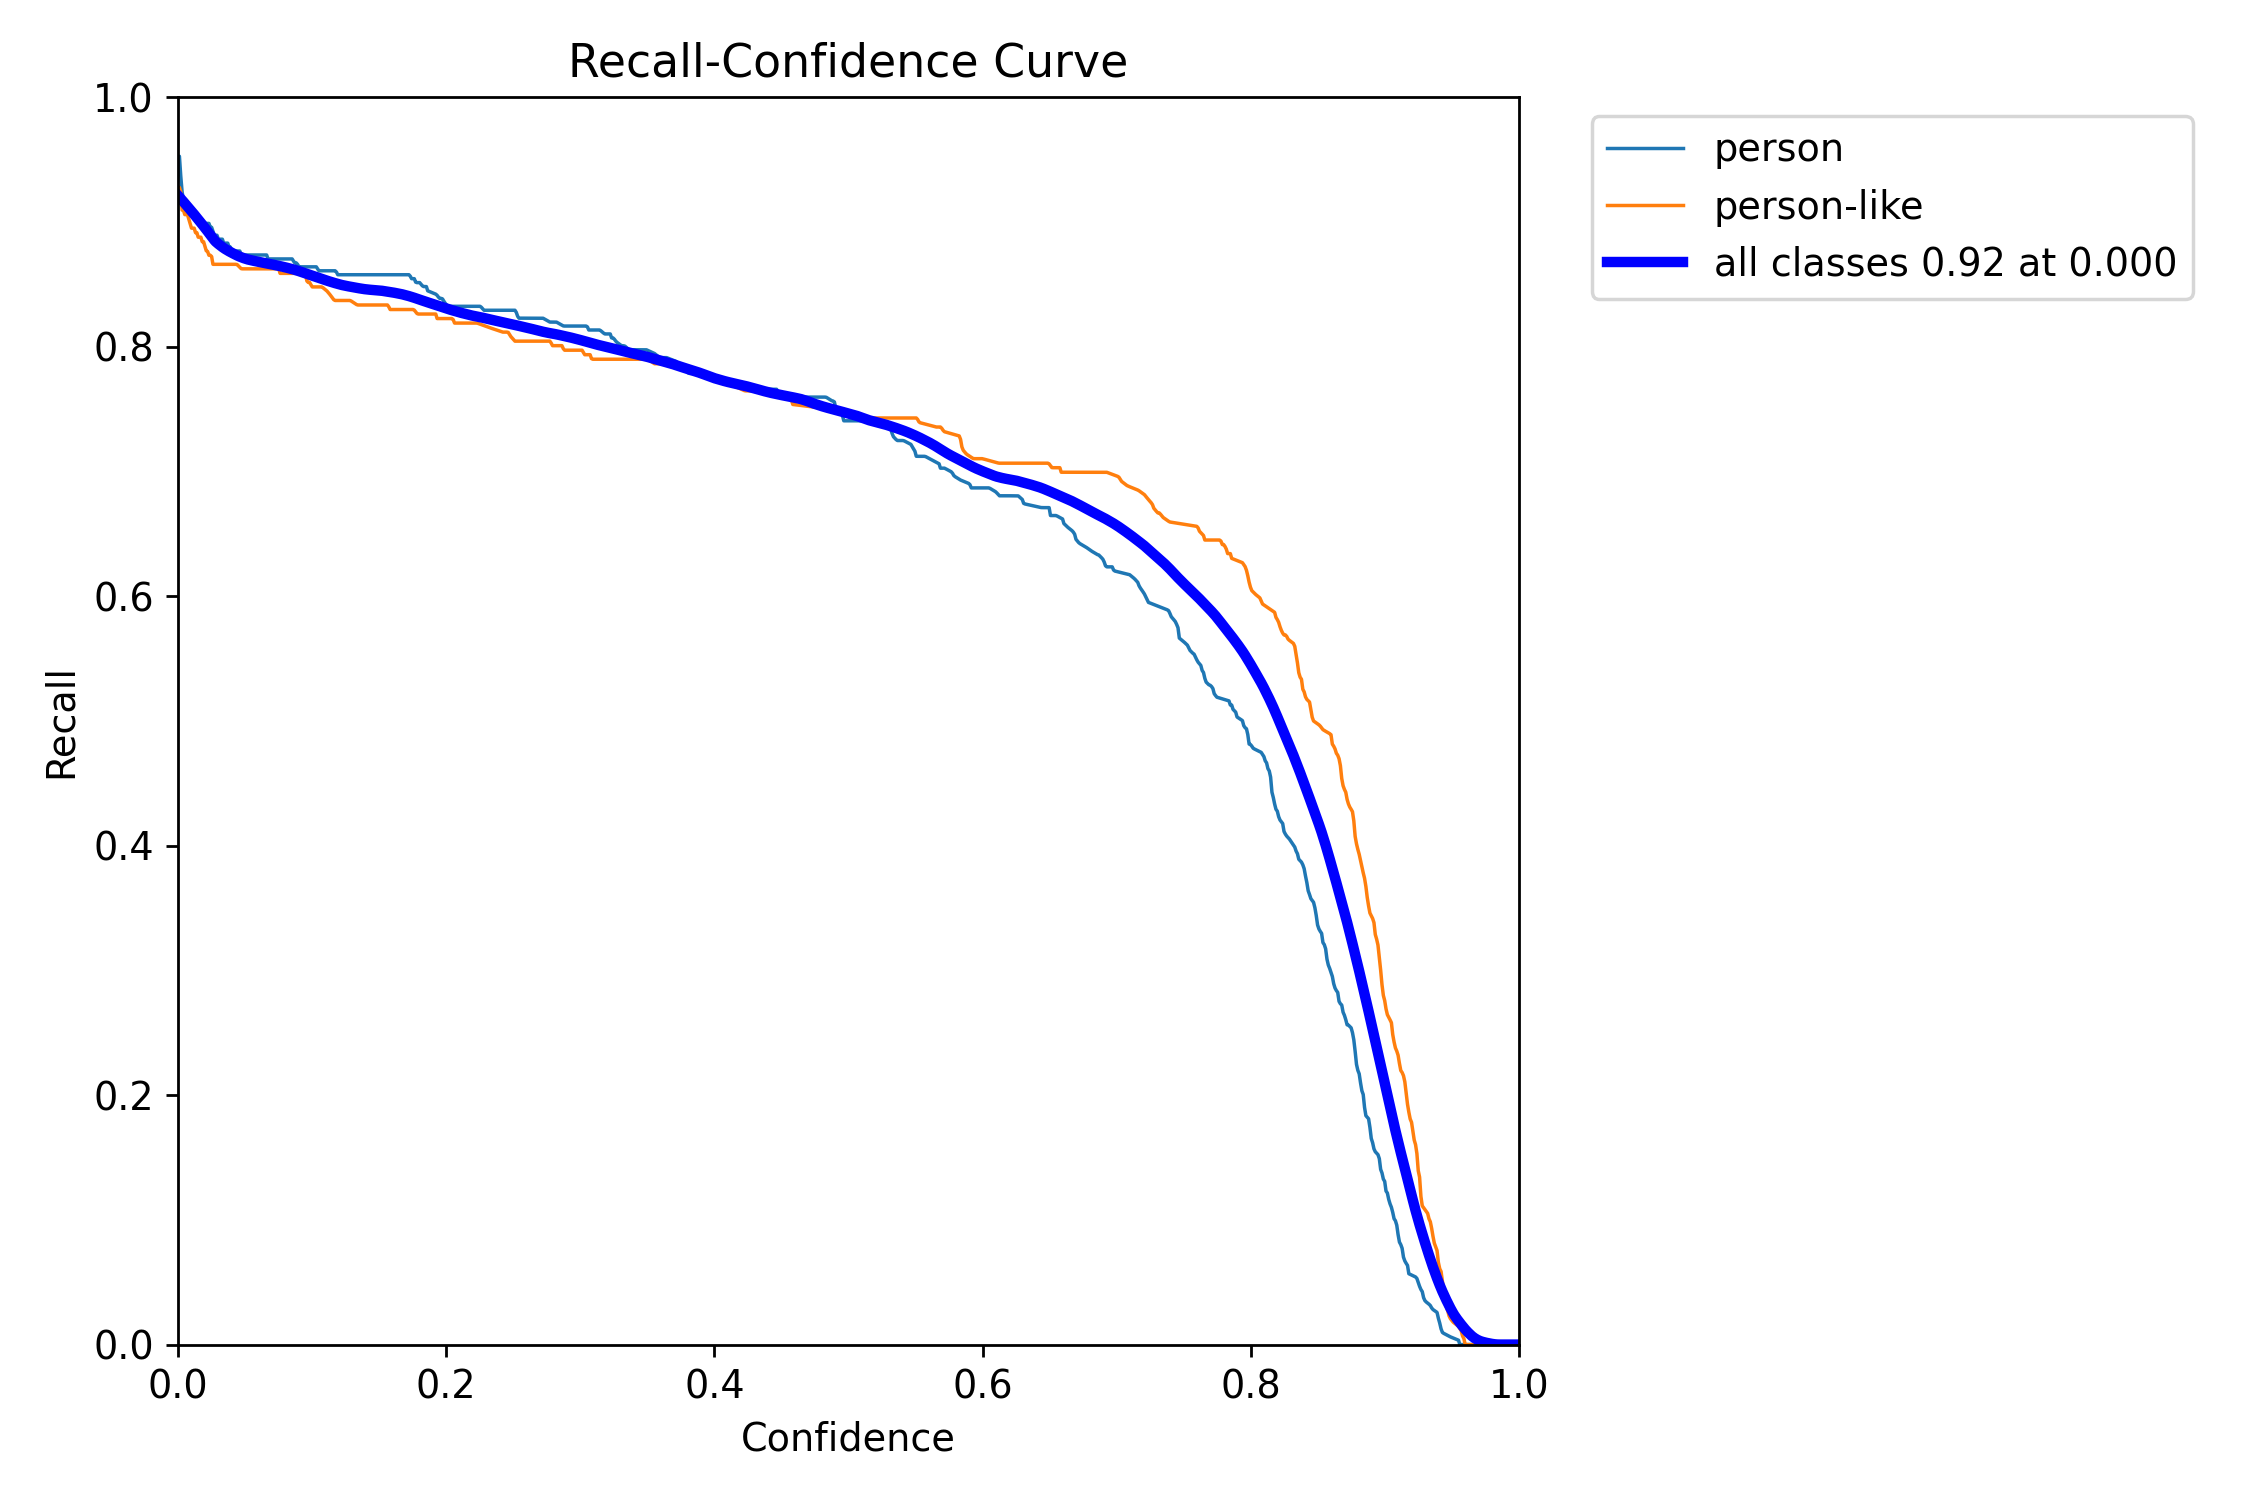 Recall-Confidence Curve
1.0
0.8
0.6
0.4
0.2
0.0
Recall
0.0 0.2 0.4 0.6 0.8 1.0
Confidence
person
person-like
all classes 0.92 at 0.000